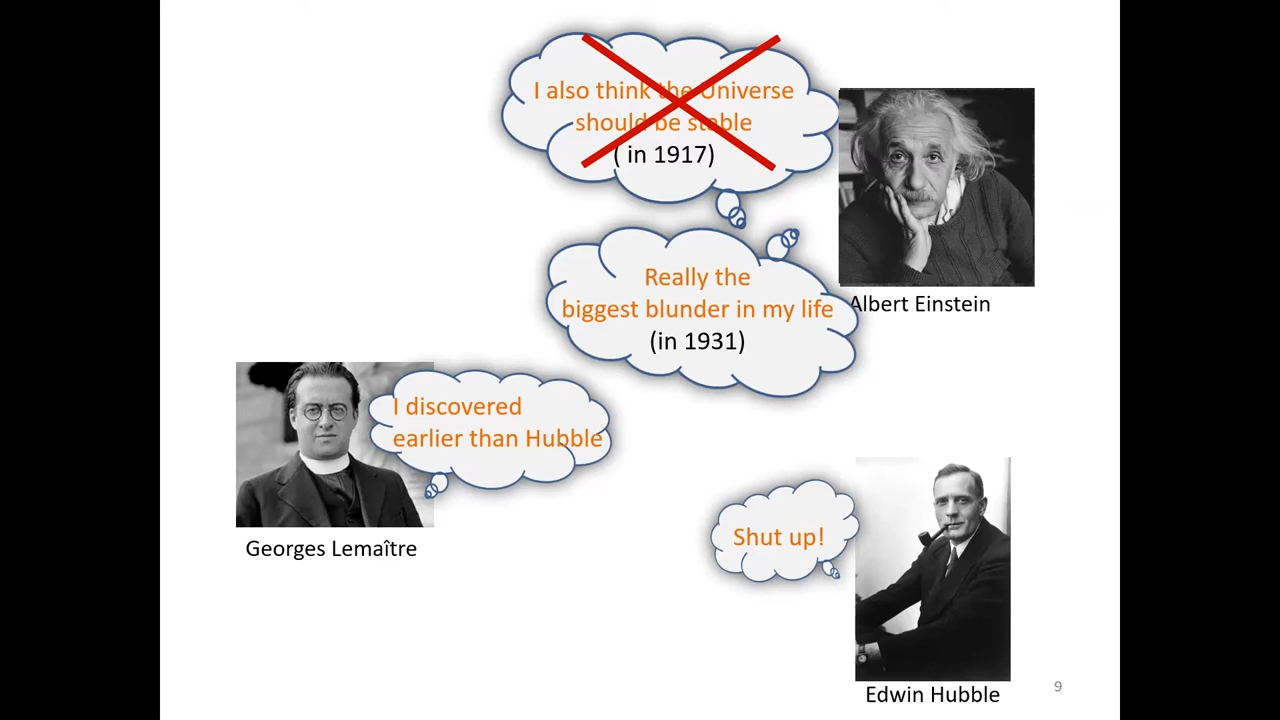 I also think the Universe
should be stable
( in 1917)
Really the
biggest blunder in my life
(in 1931)
Albert Einstein
I discovered
earlier than Hubble
Georges Lemaître
Shut up!
Edwin Hubble
9